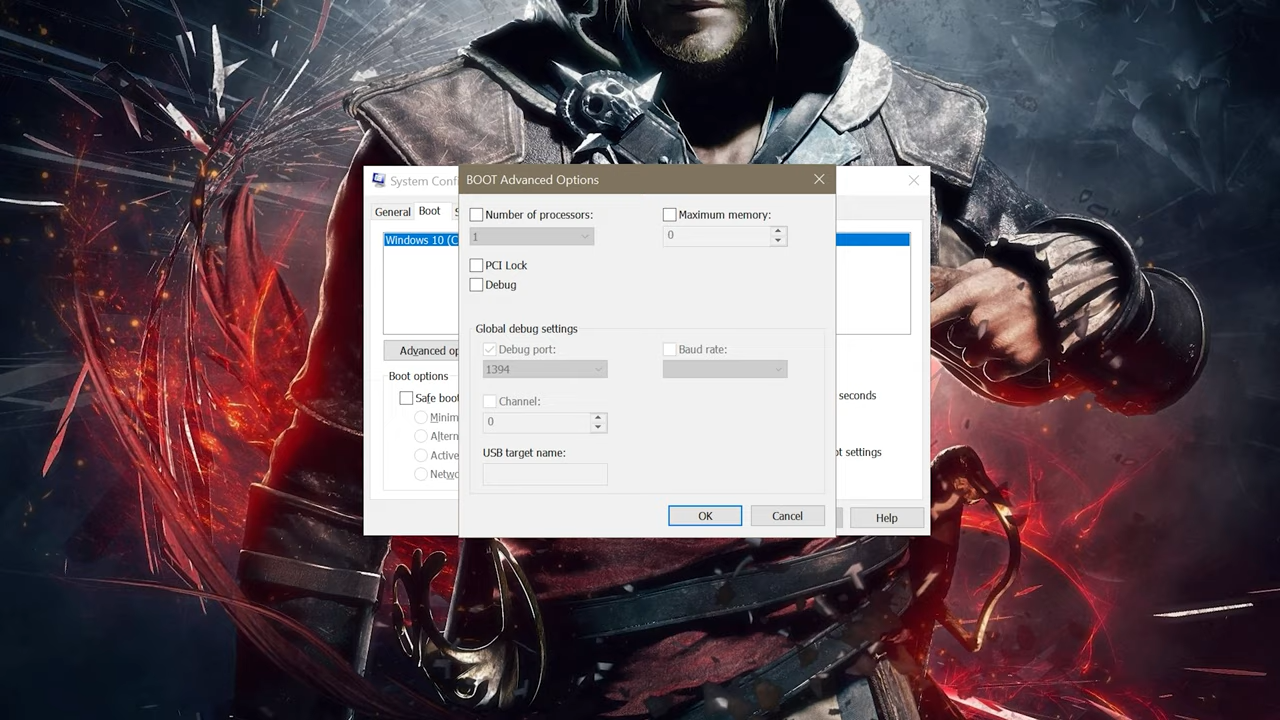 System Confi
BOOT Advanced Options
General
Boot
S
Windows 10 (C
Number of processors:
Maximum memory:
1
0
PCI Lock
Debug
Global debug settings
Debug port:
Baud rate:
1394
Channel:
0
USB target name:
Advanced op
Boot options
Safe boot
Minim
Altern
Active
Netwo
seconds
ot settings
OK
Cancel
Help